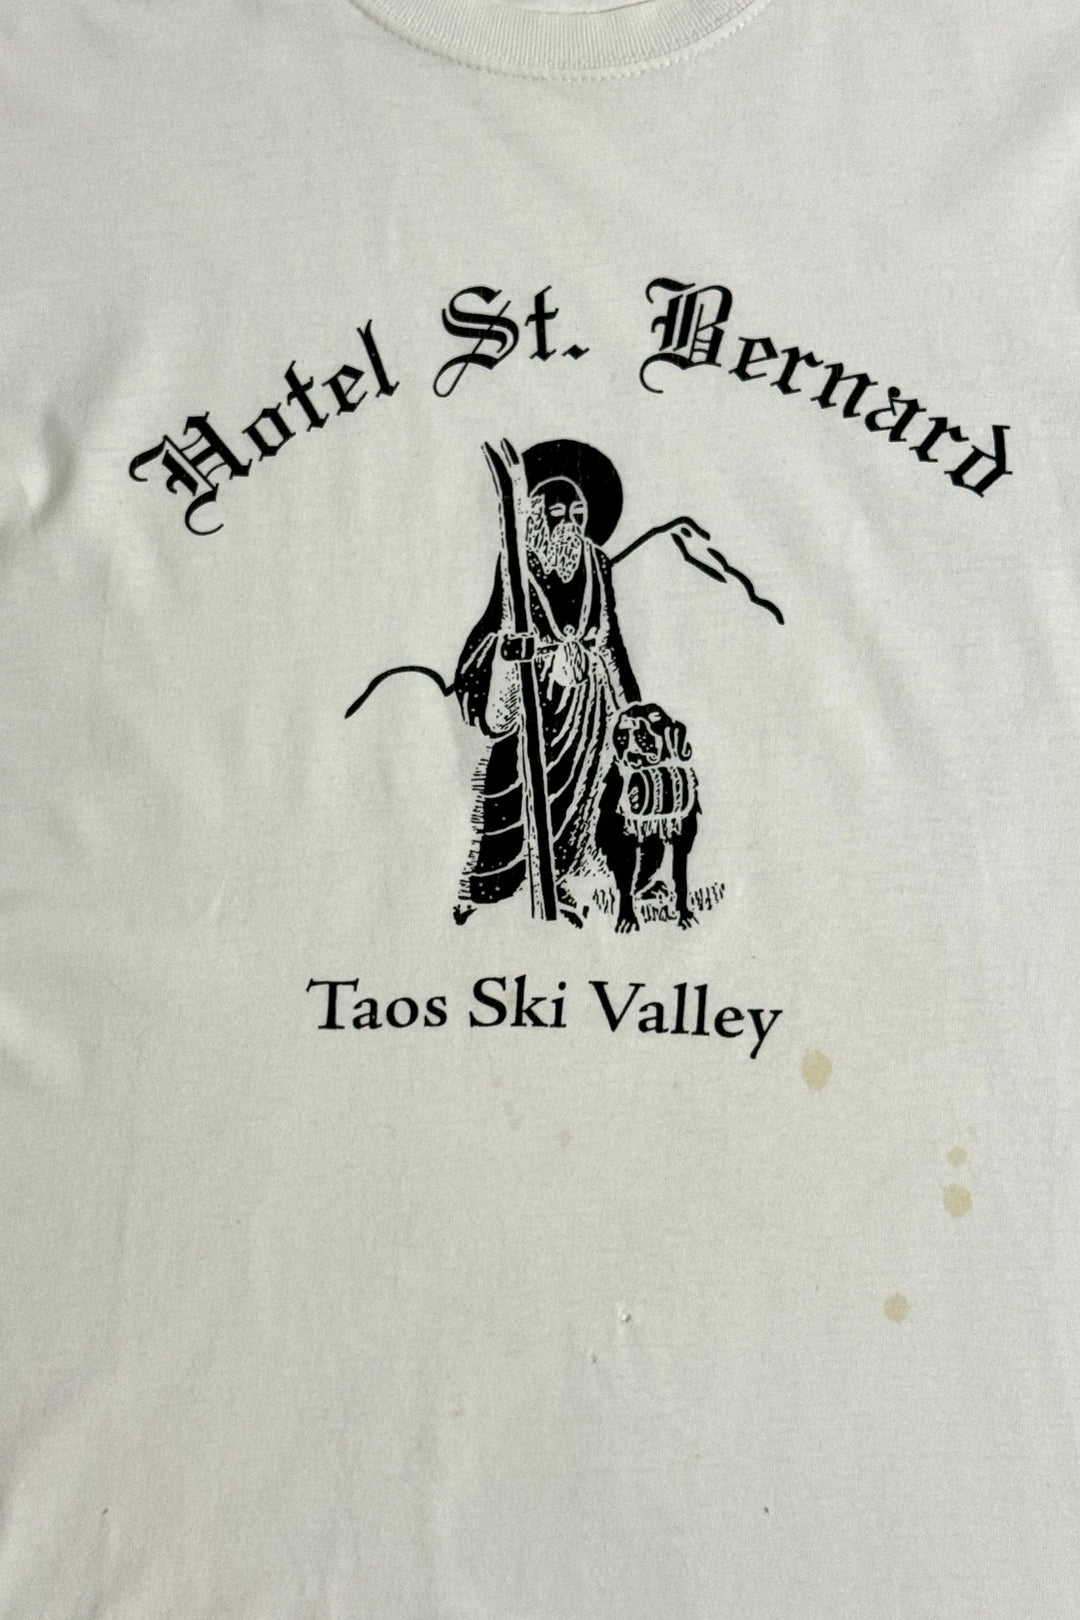 Hotel St. Bernard
Taos Ski Valley